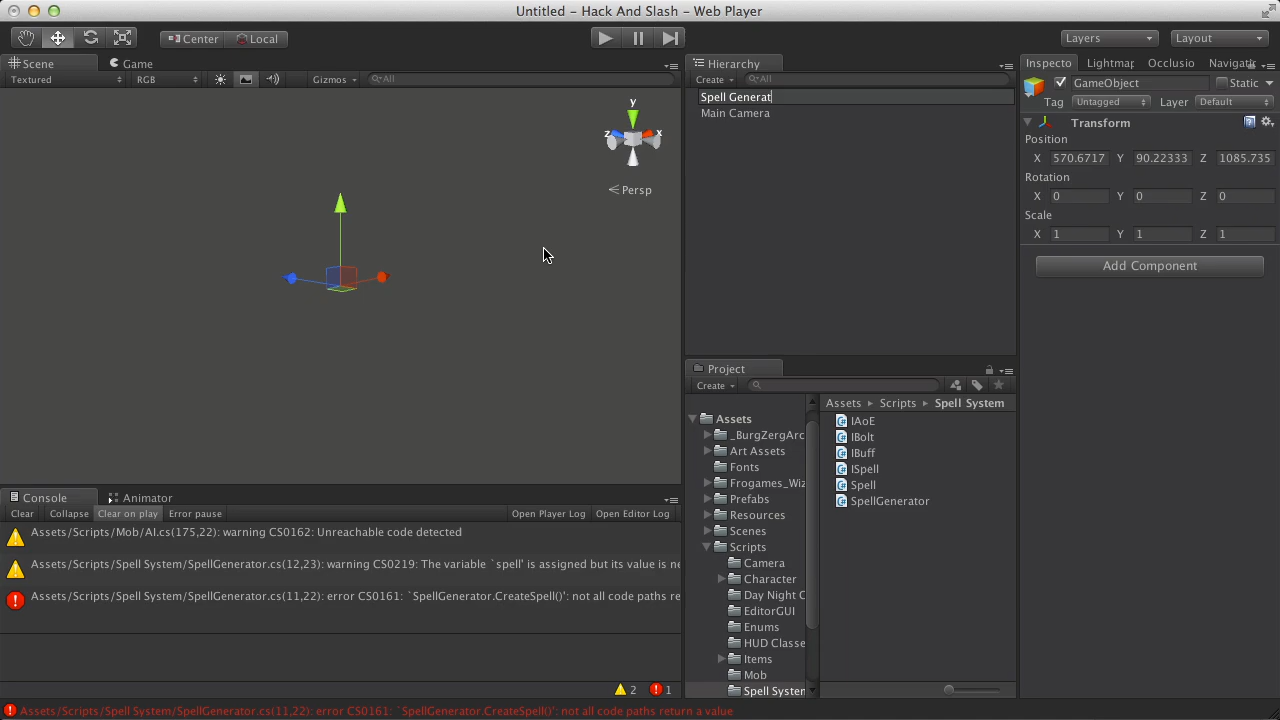 Untitled – Hack And Slash – Web Player
Center Local Layers Layout
Scene Game
Textured RGB Gizmos All
y
z x
Persp
Hierarchy
Create All
Spell Generat
Main Camera
Inspecto Lightmap Occlusio Navigat
GameObject Static
Tag Untagged Layer Default
Transform
Position
X 570.6717 Y 90.22333 Z 1085.735
Rotation
X 0 Y 0 Z 0
Scale
X 1 Y 1 Z 1
Add Component
Project
Create
Assets
_BurgZergArc
Art Assets
Fonts
Frogames_Wiz
Prefabs
Resources
Scenes
Scripts
Camera
Character
Day Night C
EditorGUI
Enums
HUD Classe
Items
Mob
Spell System
Assets ▸ Scripts ▸ Spell System
IAoE
IBolt
IBuff
ISpell
Spell
SpellGenerator
Console Animator
Clear Collapse Clear on play Error pause Open Player Log Open Editor Log
Assets/Scripts/Mob/AI.cs(175,22): warning CS0162: Unreachable code detected
Assets/Scripts/Spell System/SpellGenerator.cs(12,23): warning CS0219: The variable `spell' is assigned but its value is ne
Assets/Scripts/Spell System/SpellGenerator.cs(11,22): error CS0161: `SpellGenerator.CreateSpell()': not all code paths re
2 1
Assets/Scripts/Spell System/SpellGenerator.cs(11,22): error CS0161: `SpellGenerator.CreateSpell()': not all code paths return a value